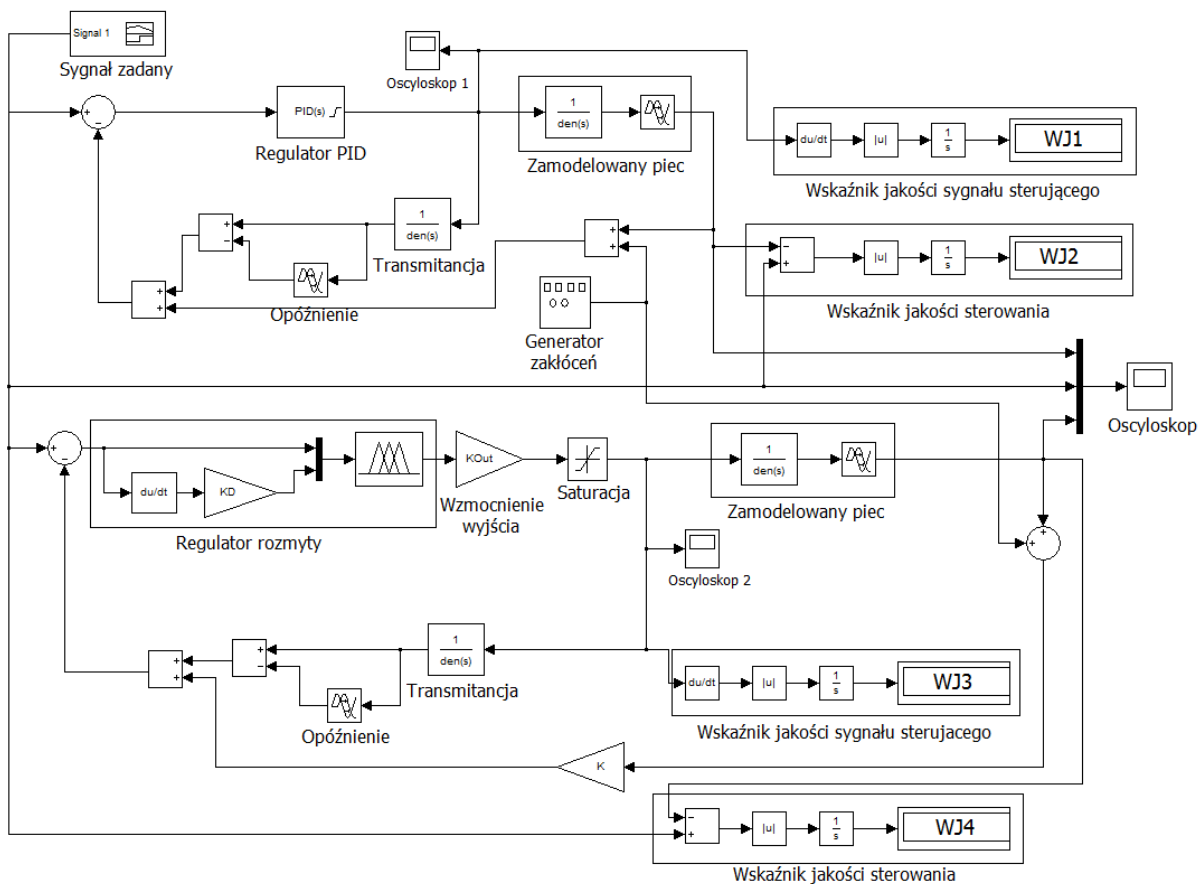 Signal 1
Sygnał zadany
Oscyloskop 1
PID(s)
Regulator PID
1
den(s)
Zamodelowany piec
du/dt
|u|
1
s
WJ1
Wskaźnik jakości sygnału sterującego
1
den(s)
Transmitancja
Opóźnienie
Generator
zakłóceń
|u|
1
s
WJ2
Wskaźnik jakości sterowania
Oscyloskop
du/dt
KD
Regulator rozmyty
KOut
Wzmocnienie
wyjścia
Saturacja
1
den(s)
Zamodelowany piec
Oscyloskop 2
1
den(s)
Transmitancja
Opóźnienie
du/dt
|u|
1
s
WJ3
Wskaźnik jakości sygnału sterujacego
K
|u|
1
s
WJ4
Wskaźnik jakości sterowania